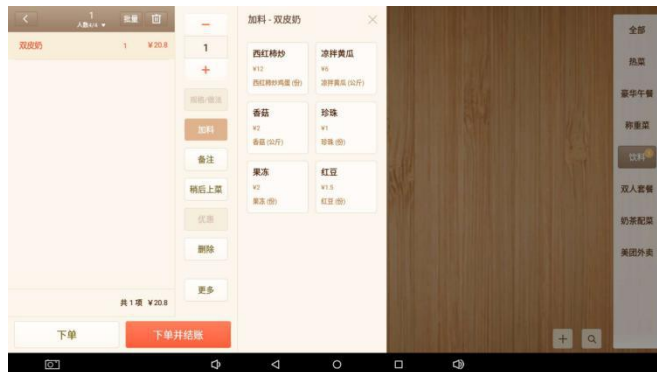 1
人数4/4 ▼
批量
双皮奶 1 ¥20.8
共1项 ¥20.8
下单
下单并结账
1
规格/做法
加料
备注
稍后上菜
优惠
删除
更多
加料 - 双皮奶
西红柿炒
¥12
西红柿炒鸡蛋 (份)
凉拌黄瓜
¥6
凉拌黄瓜 (公斤)
香菇
¥2
香菇 (公斤)
珍珠
¥1
珍珠 (份)
果冻
¥2
果冻 (份)
红豆
¥1.5
红豆 (份)
全部
热菜
豪华午餐
称重菜
饮料
双人套餐
奶茶配菜
美团外卖